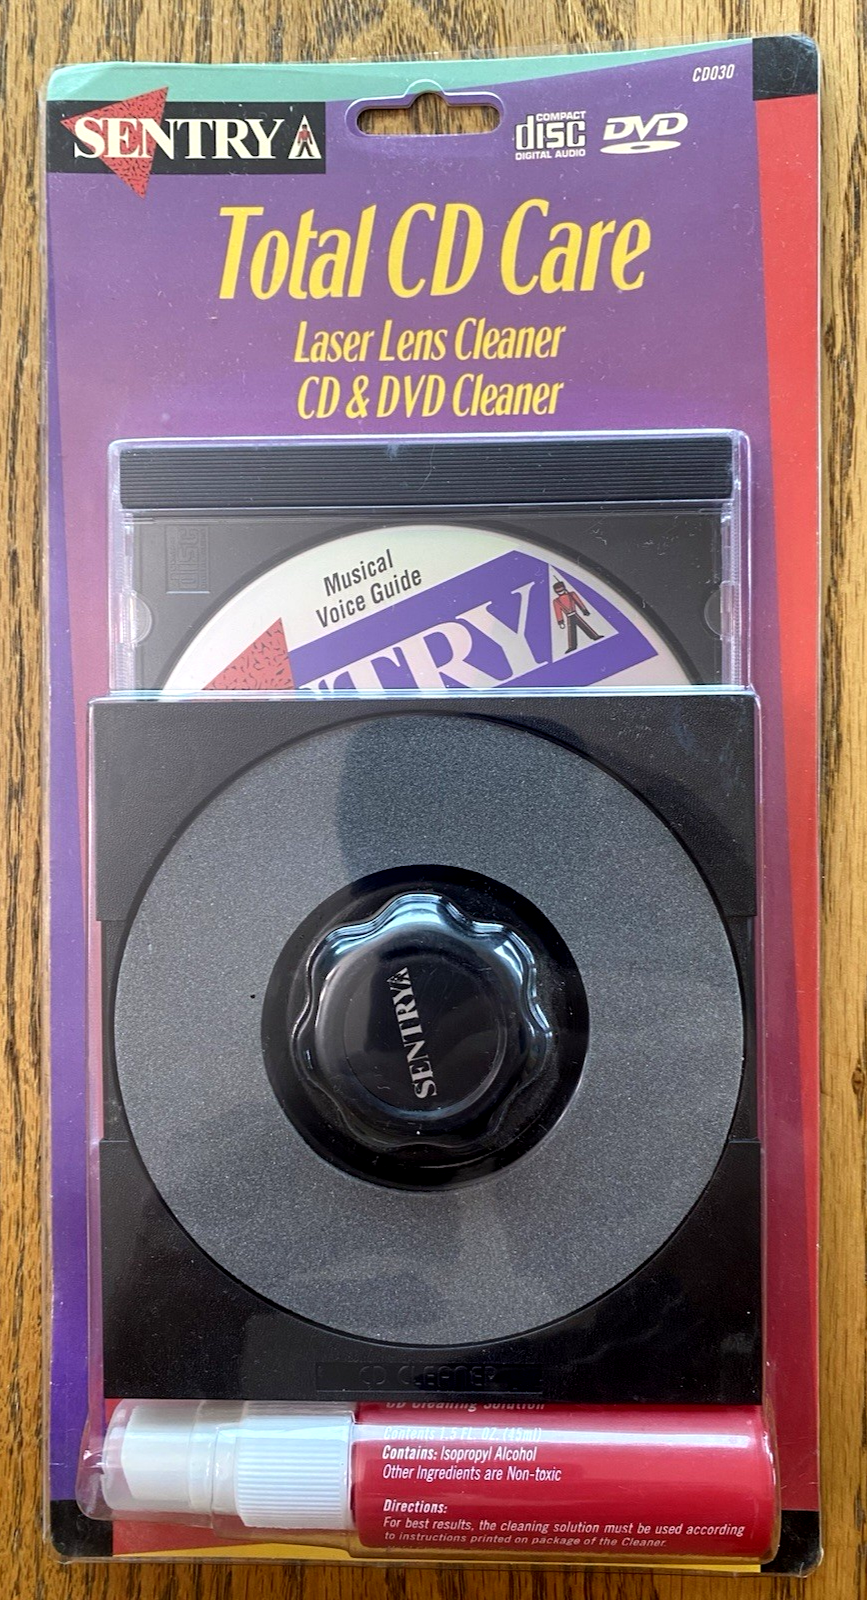 CD030
SENTRY
COMPACT
disc
DIGITAL AUDIO
DVD
Total CD Care
Laser Lens Cleaner
CD & DVD Cleaner
disc
Musical
Voice Guide
NTRY
SENTRY
CD CLEANER
CD Cleaning Solution
Contents 1.5 FL. OZ. (45ml)
Contains: Isopropyl Alcohol
Other Ingredients are Non-toxic
Directions:
For best results, the cleaning solution must be used according
to instructions printed on package of the Cleaner.